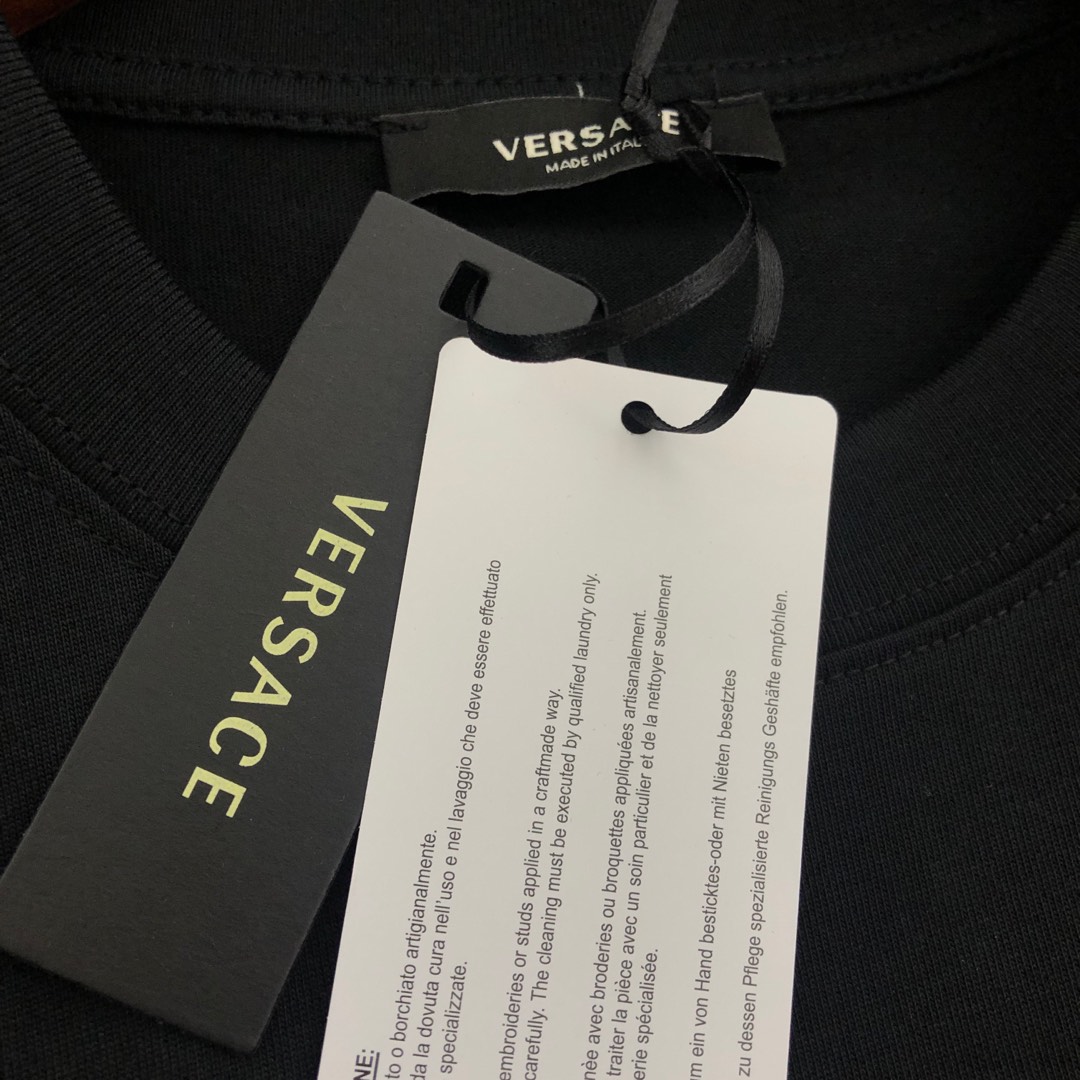 VERSA E
MADE IN ITAL
VERSACE
NE:
to o borchiato artigianalmente.
da la dovuta cura nell'uso e nel lavaggio che deve essere effettuato
specializzate.
embroideries or studs applied in a craftmade way.
carefully. The cleaning must be executed by qualified laundry only.
née avec broderies ou broquettes appliquées artisanalement.
traiter la pièce avec un soin particulier et de la nettoyer seulement
erie spécialisée.
m ein von Hand besticktes-oder mit Nieten besetztes
zu dessen Pflege spezialisierte Reinigungs Geshäfte empfohlen.